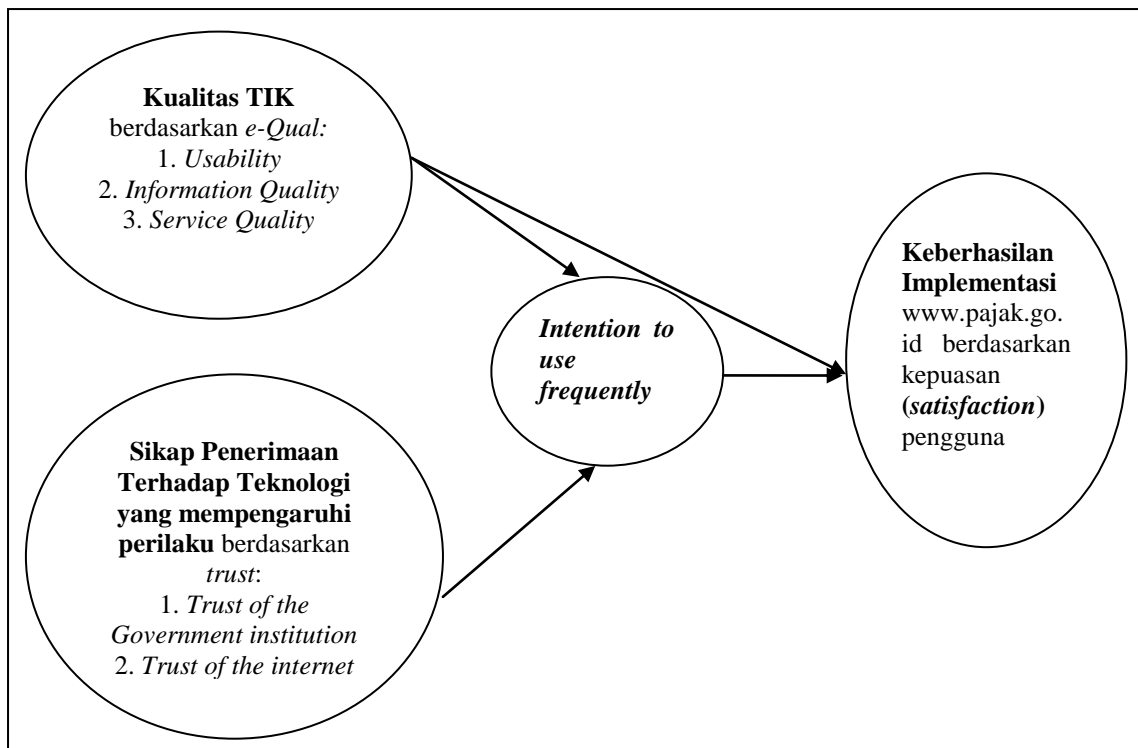 Kualitas TIK
berdasarkan e-Qual:
1. Usability
2. Information Quality
3. Service Quality
Sikap Penerimaan
Terhadap Teknologi
yang mempengaruhi
perilaku berdasarkan
trust:
1. Trust of the
Government institution
2. Trust of the internet
Intention to
use
frequently
Keberhasilan
Implementasi
www.pajak.go.
id berdasarkan
kepuasan
(satisfaction)
pengguna